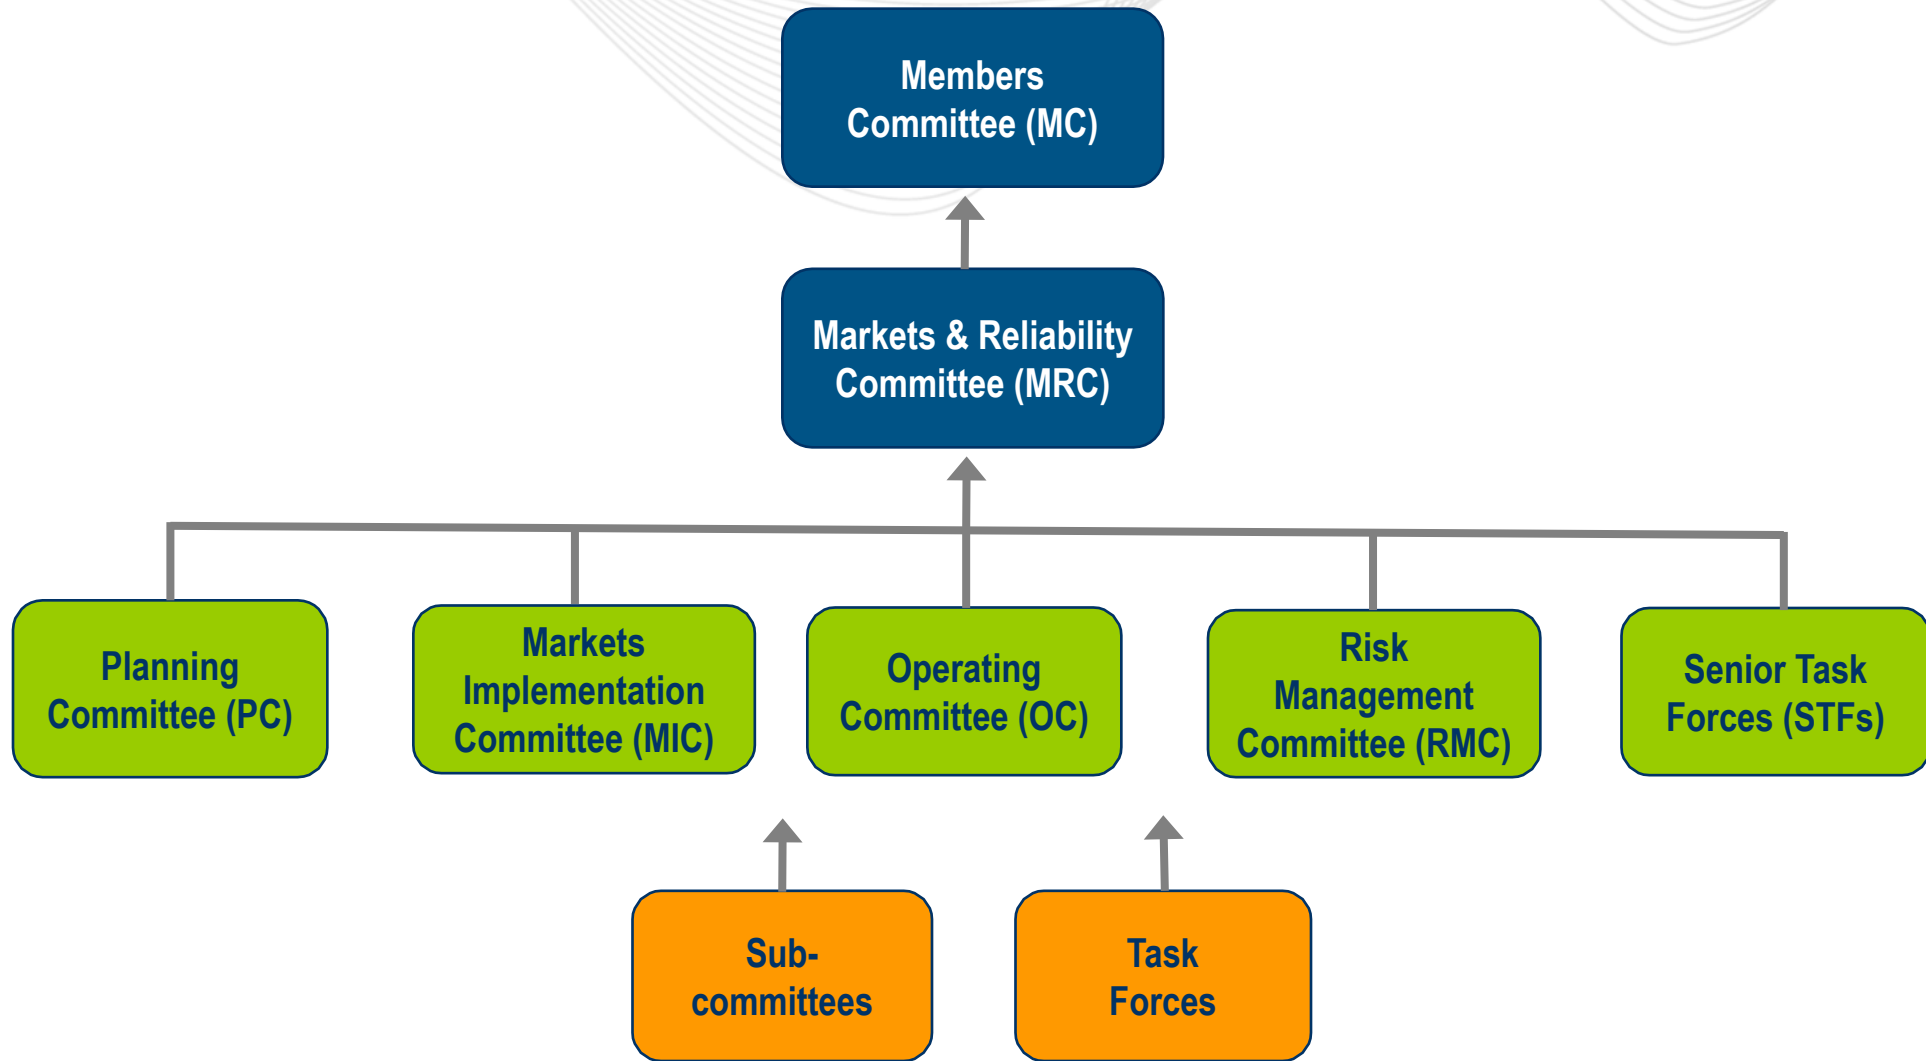 Members
Committee (MC)
Markets & Reliability
Committee (MRC)
Planning
Committee (PC)
Markets
Implementation
Committee (MIC)
Operating
Committee (OC)
Risk
Management
Committee (RMC)
Senior Task
Forces (STFs)
Sub-
committees
Task
Forces